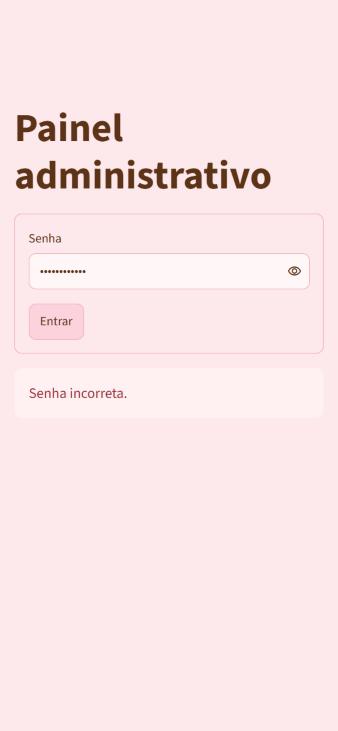 Painel
administrativo
Senha
••••••••••••
Entrar
Senha incorreta.